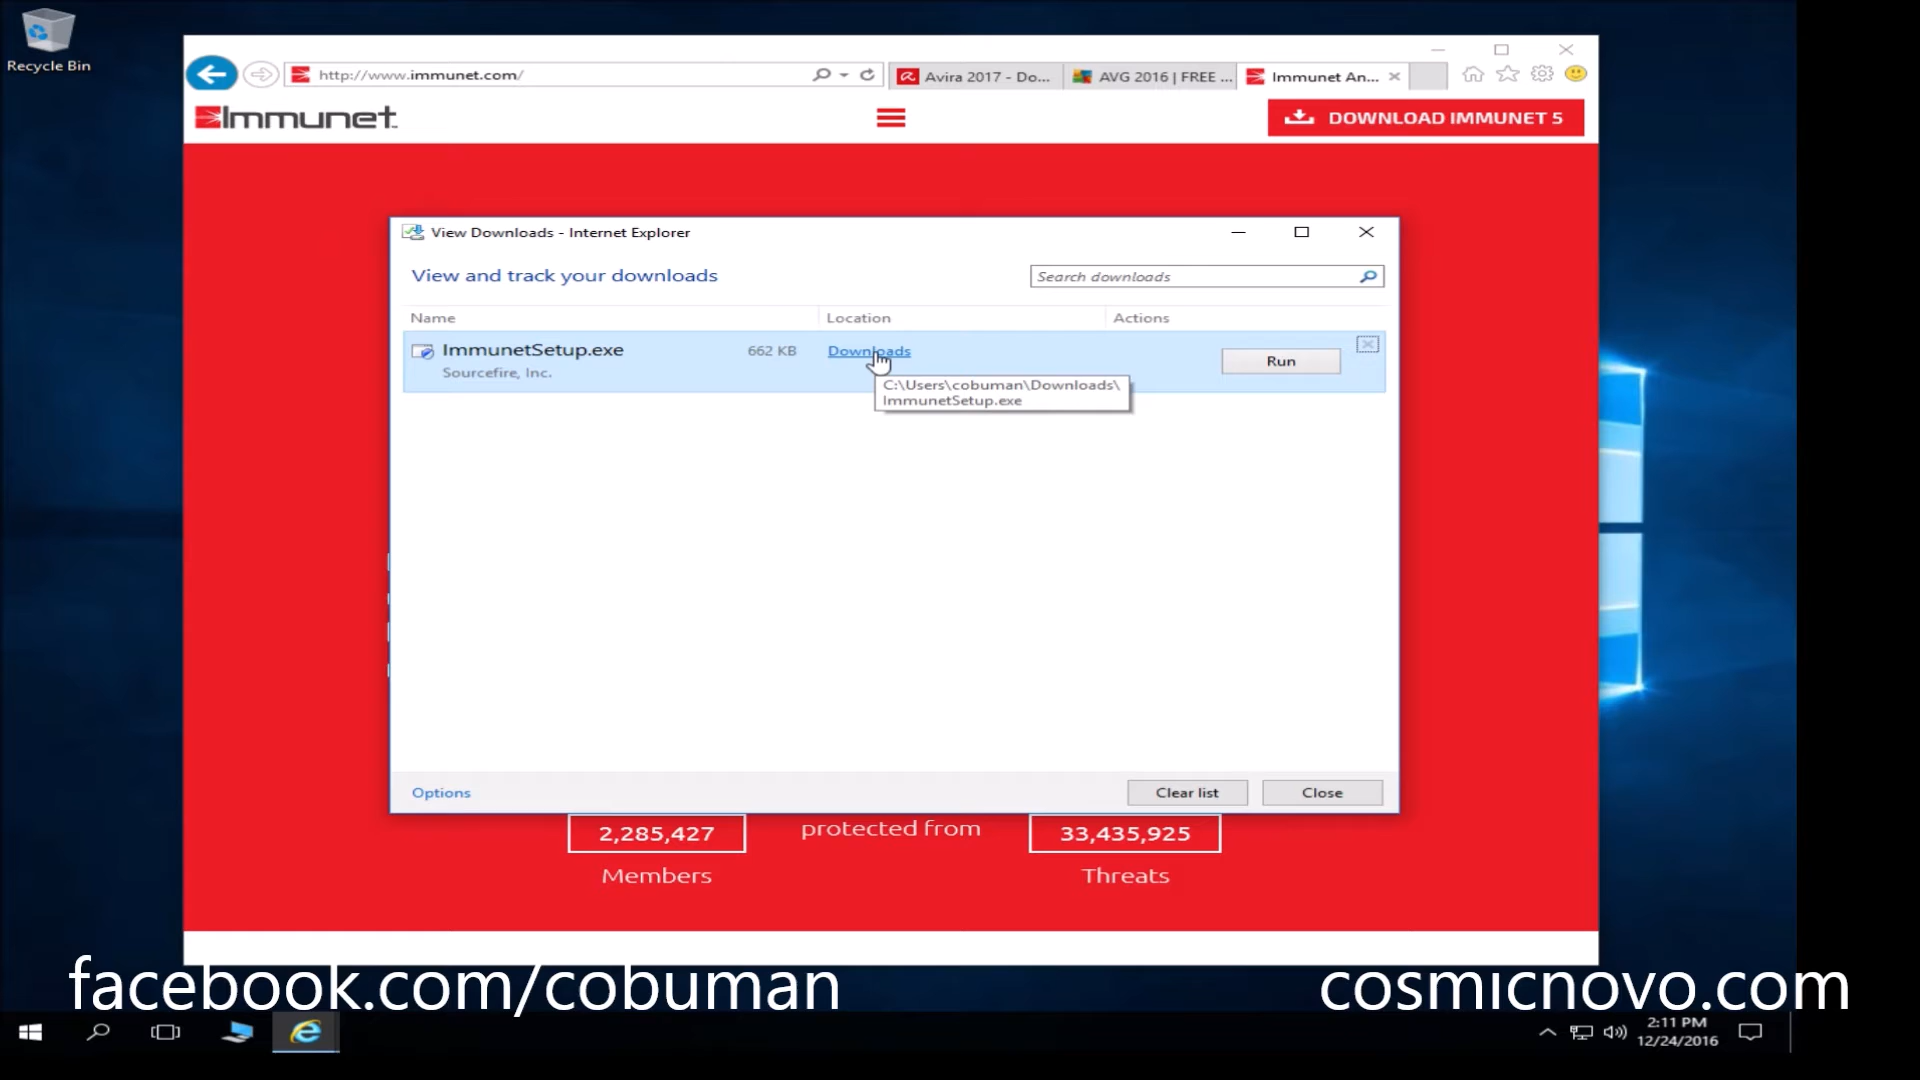 Recycle Bin
http://www.immunet.com/
Avira 2017 - Do...
AVG 2016 | FREE ...
Immunet An...
Immunet
DOWNLOAD IMMUNET 5
View Downloads - Internet Explorer
View and track your downloads
Search downloads
Name
Location
Actions
ImmunetSetup.exe
662 KB
Downloads
Run
Sourcefire, Inc.
C:\Users\cobuman\Downloads\
ImmunetSetup.exe
Options
Clear list
Close
2,285,427
protected from
33,435,925
Members
Threats
facebook.com/cobuman
cosmicnovo.com
2:11 PM
12/24/2016